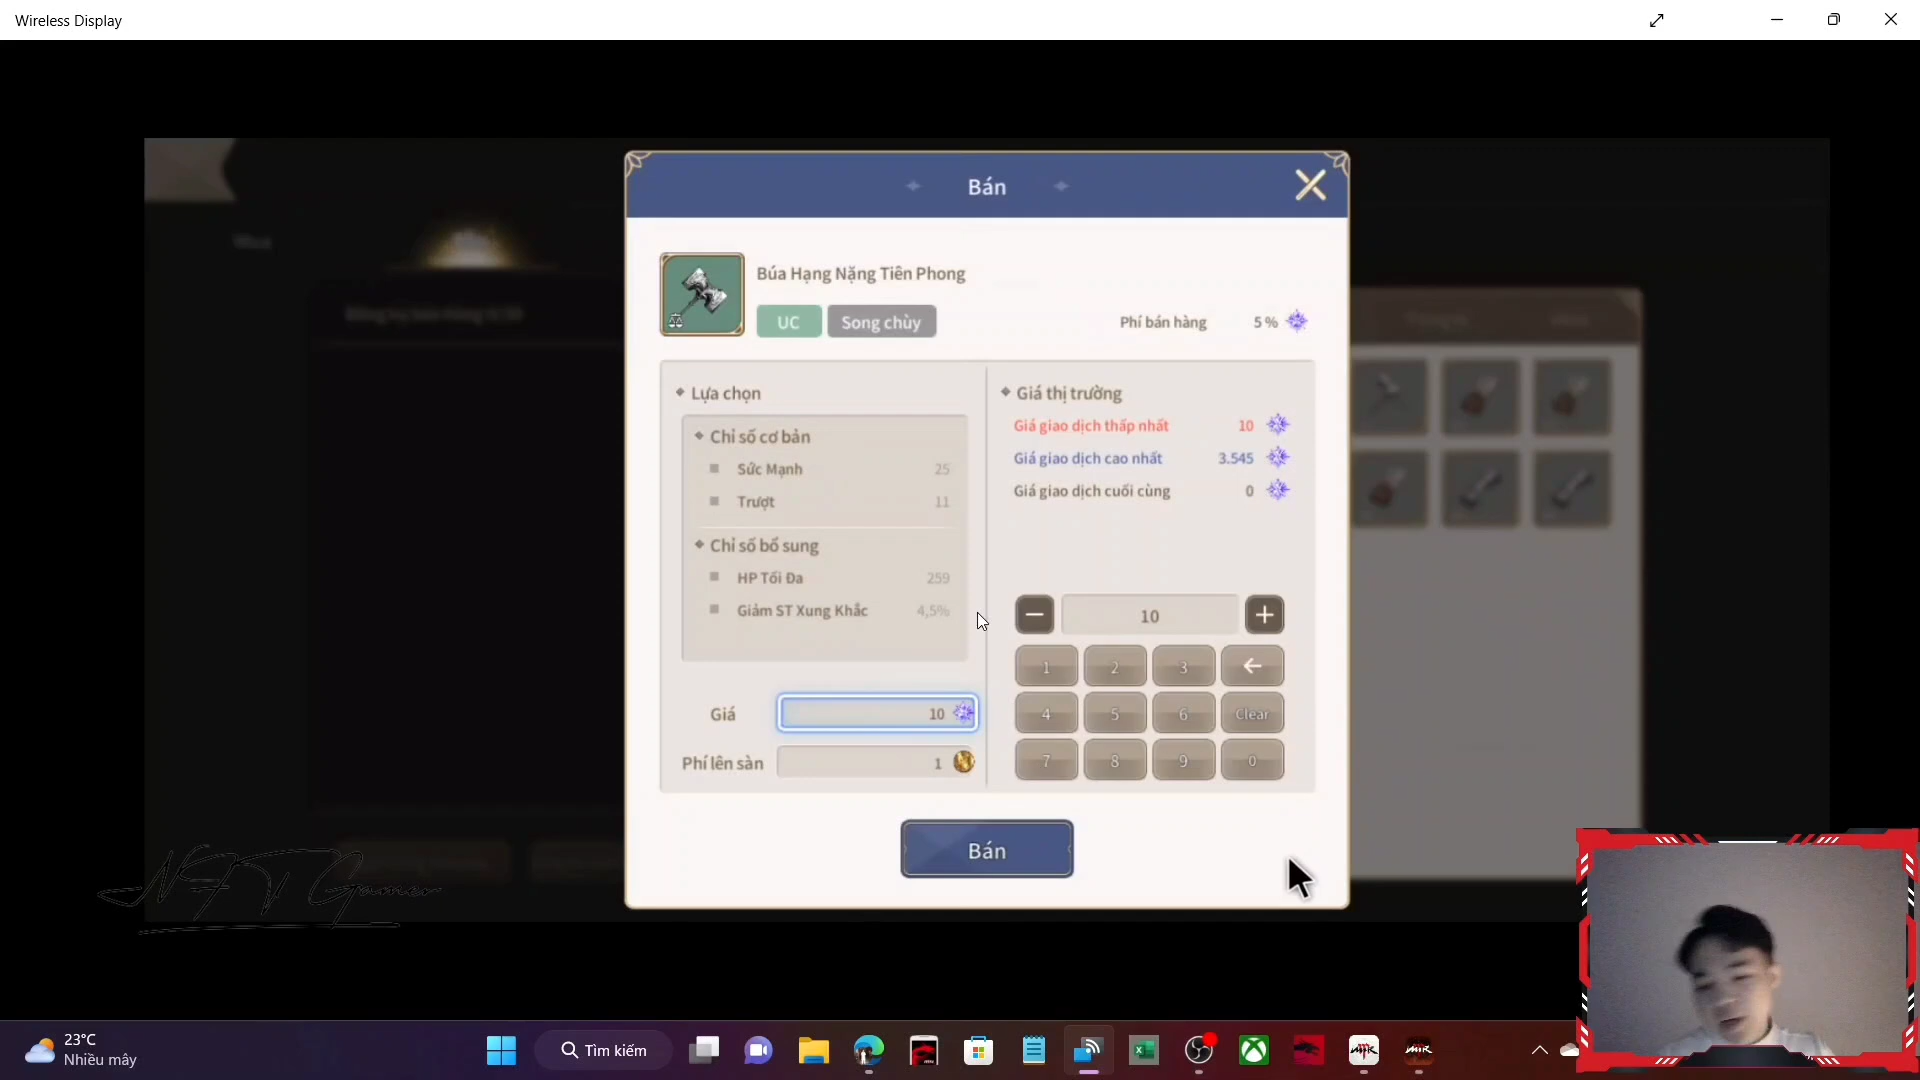 Wireless Display
Bán
Búa Hạng Nặng Tiên Phong
UC
Song chùy
Phí bán hàng
5 %
Lựa chọn
Chỉ số cơ bản
Sức Mạnh 25
Trượt 11
Chỉ số bổ sung
HP Tối Đa 259
Giảm ST Xung Khắc 4,5%
Giá 10
Phí lên sàn 1
Giá thị trường
Giá giao dịch thấp nhất 10
Giá giao dịch cao nhất 3.545
Giá giao dịch cuối cùng 0
10
1 2 3
4 5 6 Clear
7 8 9 0
Bán
NFT Gamer
23°C
Nhiều mây
Tìm kiếm